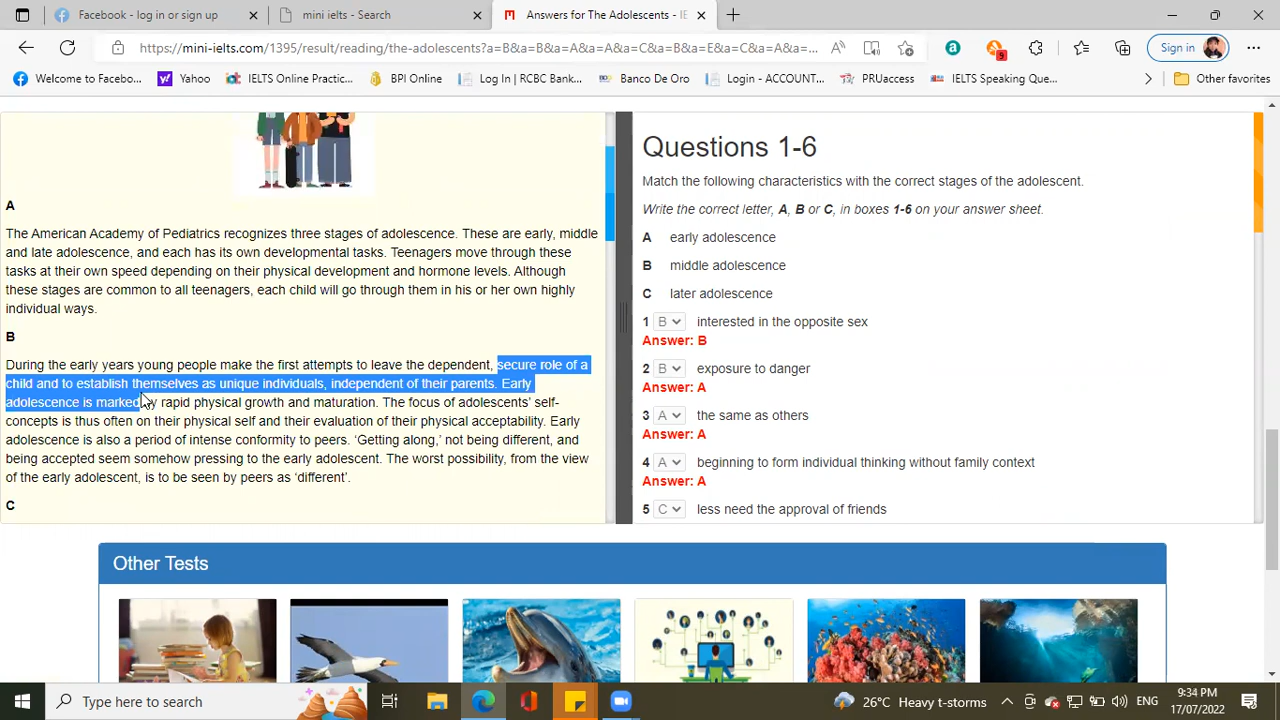 Facebook - log in or sign up
mini ielts - Search
Answers for The Adolescents - IE
https://mini-ielts.com/1395/result/reading/the-adolescents?a=B&a=B&a=A&a=A&a=C&a=B&a=E&a=C&a=A&a=...
Sign in
9
Welcome to Facebo...
Yahoo
IELTS Online Practic...
BPI Online
Log In | RCBC Bank...
BDO
Banco De Oro
Login - ACCOUNT...
PRUaccess
IELTS Speaking Que...
Other favorites
A
The American Academy of Pediatrics recognizes three stages of adolescence. These are early, middle
and late adolescence, and each has its own developmental tasks. Teenagers move through these
tasks at their own speed depending on their physical development and hormone levels. Although
these stages are common to all teenagers, each child will go through them in his or her own highly
individual ways.
B
During the early years young people make the first attempts to leave the dependent, secure role of a
child and to establish themselves as unique individuals, independent of their parents. Early
adolescence is marked by rapid physical growth and maturation. The focus of adolescents' self-
concepts is thus often on their physical self and their evaluation of their physical acceptability. Early
adolescence is also a period of intense conformity to peers. 'Getting along,' not being different, and
being accepted seem somehow pressing to the early adolescent. The worst possibility, from the view
of the early adolescent, is to be seen by peers as 'different'.
C
Questions 1-6
Match the following characteristics with the correct stages of the adolescent.
Write the correct letter, A, B or C, in boxes 1-6 on your answer sheet.
A early adolescence
B middle adolescence
C later adolescence
1 B interested in the opposite sex
Answer: B
2 B exposure to danger
Answer: A
3 A the same as others
Answer: A
4 A beginning to form individual thinking without family context
Answer: A
5 C less need the approval of friends
Other Tests
Type here to search
26°C Heavy t-storms
ENG
9:34 PM
17/07/2022